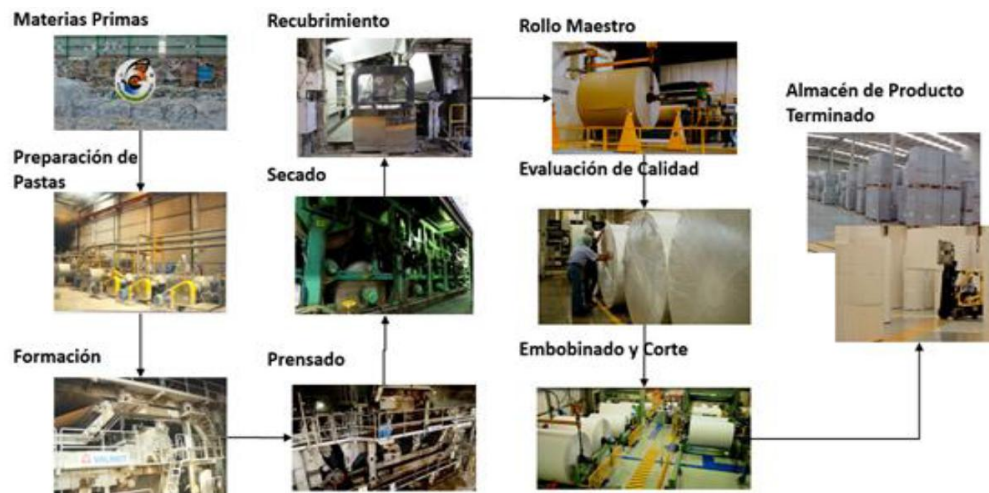 Materias Primas
Preparación de
Pastas
Formación
Prensado
Secado
Recubrimiento
Rollo Maestro
Evaluación de Calidad
Embobinado y Corte
Almacén de Producto
Terminado
VALMET